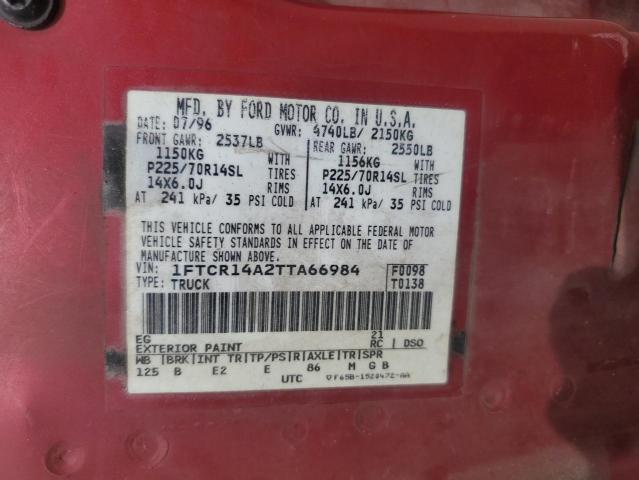 MFD. BY FORD MOTOR CO. IN U.S.A.
DATE: 07/96 GVWR: 4740LB/ 2150KG
FRONT GAWR: 2537LB REAR GAWR: 2550LB
1150KG WITH 1156KG WITH
P225/70R14SL TIRES P225/70R14SL TIRES
14X6.0J RIMS 14X6.0J RIMS
AT 241 kPa/ 35 PSI COLD AT 241 kPa/ 35 PSI COLD
THIS VEHICLE CONFORMS TO ALL APPLICABLE FEDERAL MOTOR
VEHICLE SAFETY STANDARDS IN EFFECT ON THE DATE OF
MANUFACTURE SHOWN ABOVE.
VIN: 1FTCR14A2TTA66984 F0098
TYPE: TRUCK T0138
EG 21
EXTERIOR PAINT RC DSO
WB BRK INT TR TP/PS R AXLE TR SPR
125 B E2 E 86 M GB
UTC VF65B-1520472-AA